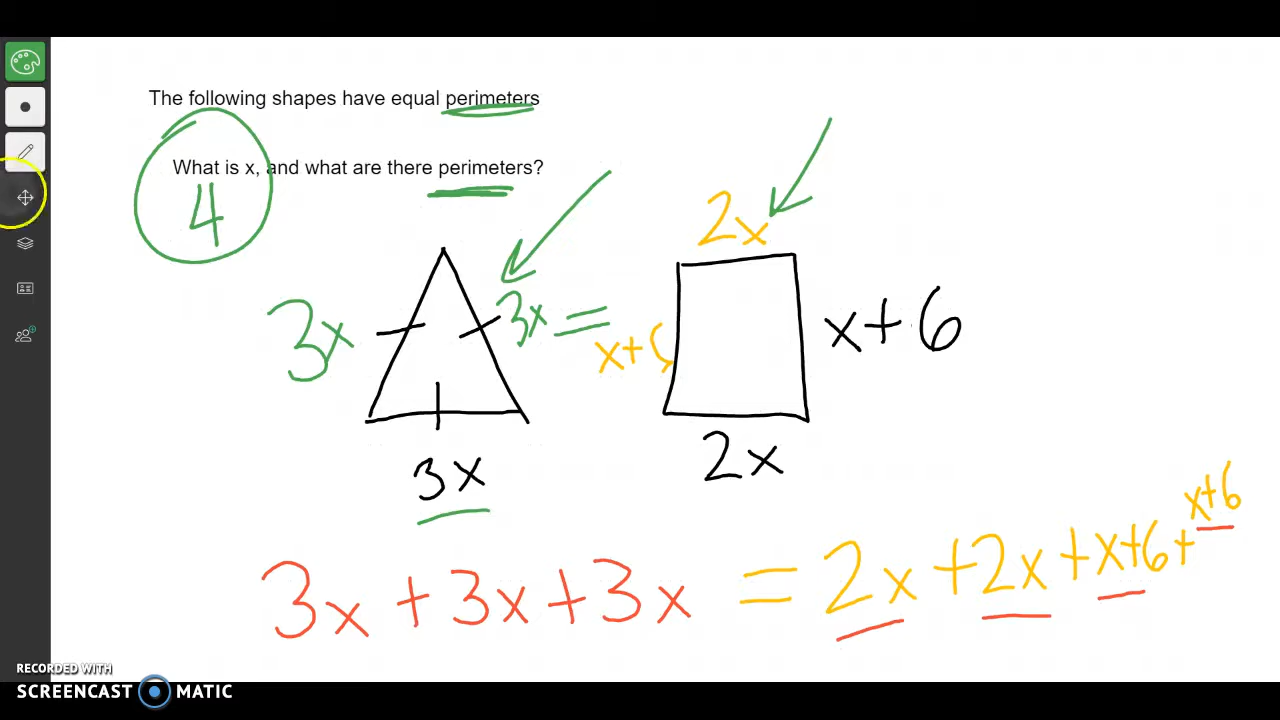 The following shapes have equal perimeters
What is x, and what are there perimeters?
4
2x
3x
3x =
x+6
x+6
3x
2x
x+6
3x + 3x + 3x = 2x + 2x + x+6 +
RECORDED WITH
SCREENCAST MATIC